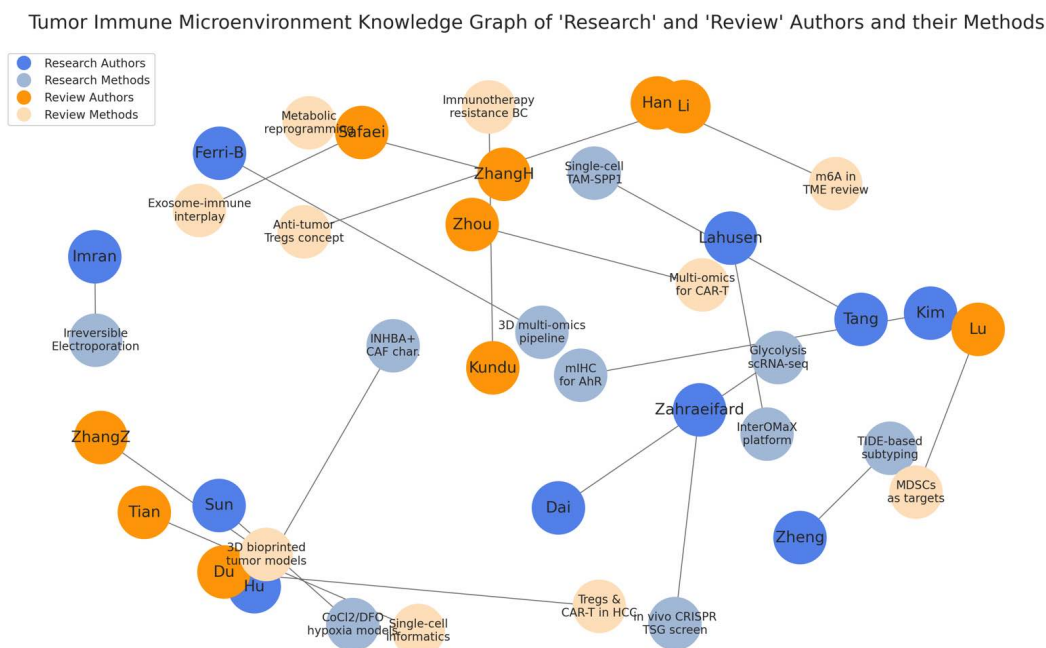 Tumor Immune Microenvironment Knowledge Graph of 'Research' and 'Review' Authors and their Methods
Research Authors
Research Methods
Review Authors
Review Methods
Immunotherapy
resistance BC
Han
Li
Metabolic
reprogramming
Safaei
Ferri-B
Single-cell
TAM-SPP1
ZhangH
m6A in
TME review
Exosome-immune
interplay
Anti-tumor
Tregs concept
Zhou
Lahusen
Imran
Multi-omics
for CAR-T
Irreversible
Electroporation
INHBA+
CAF char.
3D multi-omics
pipeline
Tang
Kim
Lu
Kundu
mIHC
for AhR
Glycolysis
scRNA-seq
Zahraeifard
InterOMaX
platform
ZhangZ
TIDE-based
subtyping
MDSCs
as targets
Tian
Sun
Dai
Zheng
3D bioprinted
tumor models
Du
Hu
Tregs &
CAR-T in HCC
in vivo CRISPR
TSG screen
CoCl2/DFO
hypoxia models
Single-cell
informatics